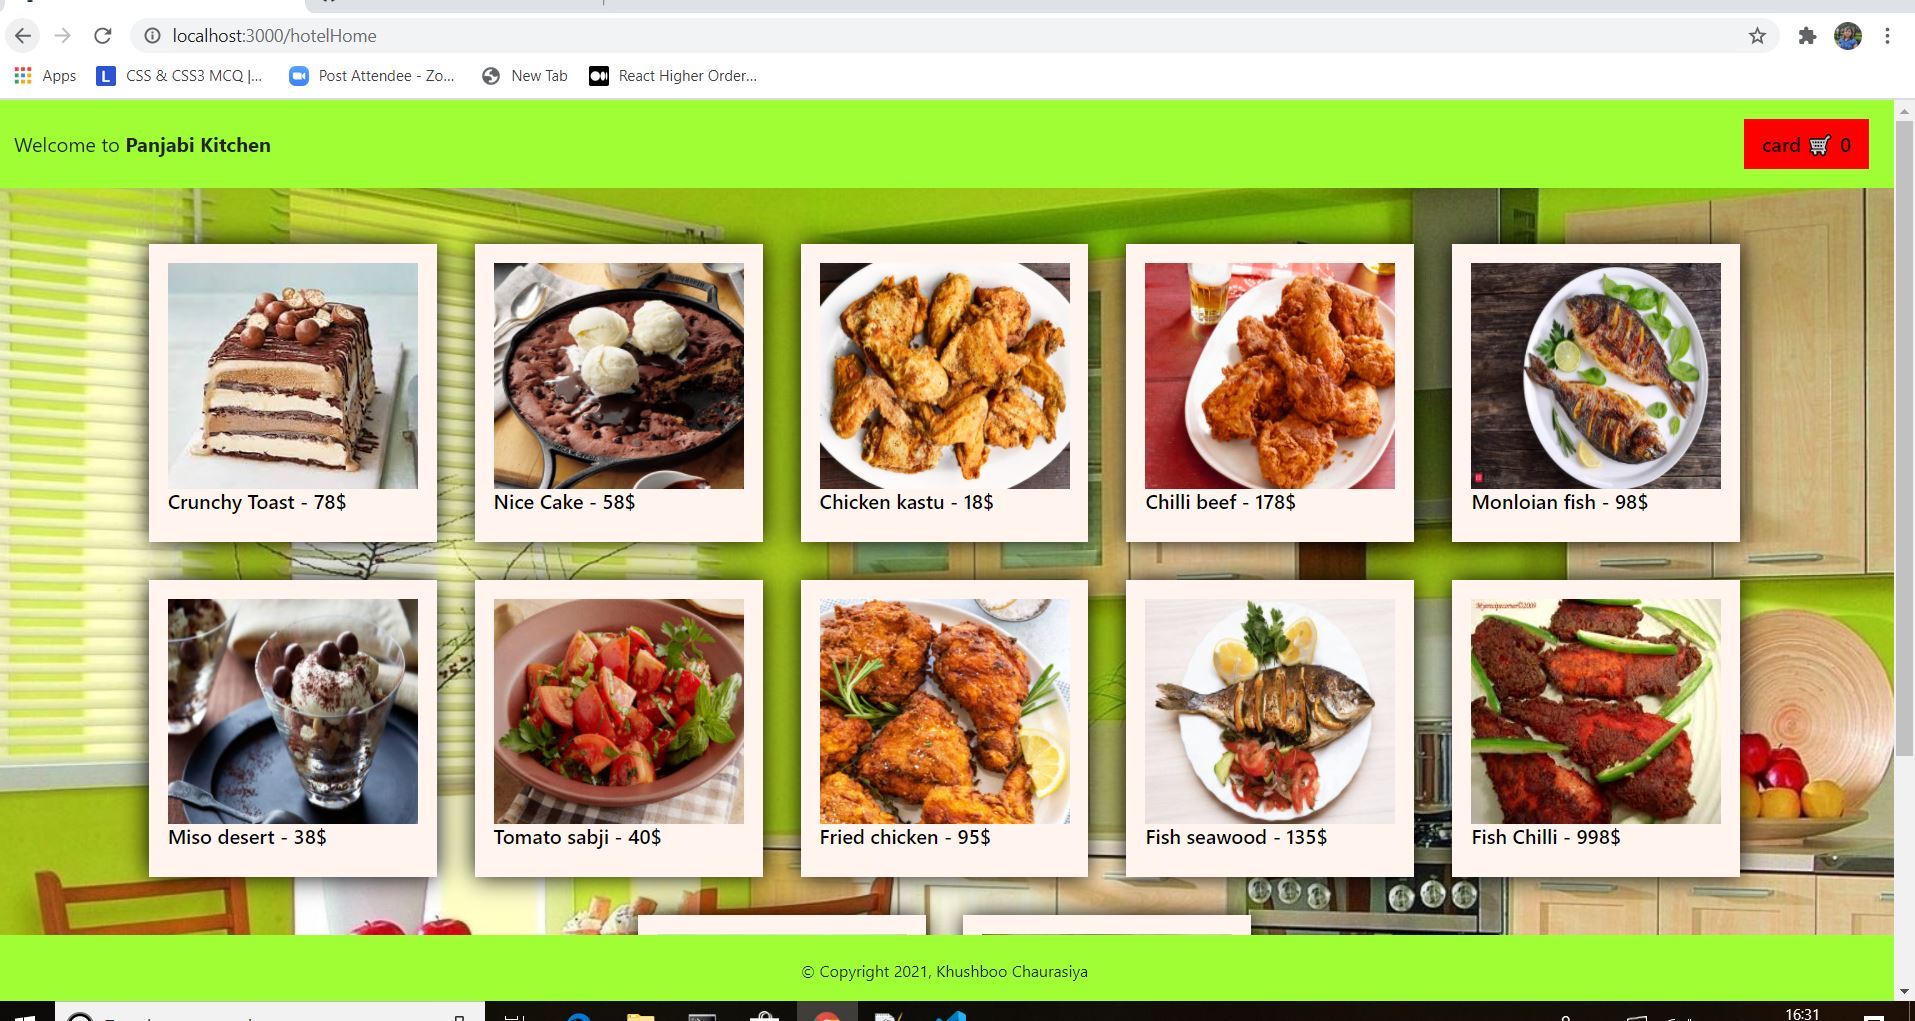 localhost:3000/hotelHome
Apps
CSS & CSS3 MCQ |...
Post Attendee - Zo...
New Tab
React Higher Order...
Welcome to Panjabi Kitchen
card 🛒 0
Crunchy Toast - 78$
Nice Cake - 58$
Chicken kastu - 18$
Chilli beef - 178$
Monloian fish - 98$
Miso desert - 38$
Tomato sabji - 40$
Fried chicken - 95$
Fish seawood - 135$
Fish Chilli - 998$
© Copyright 2021, Khushboo Chaurasiya
16:31